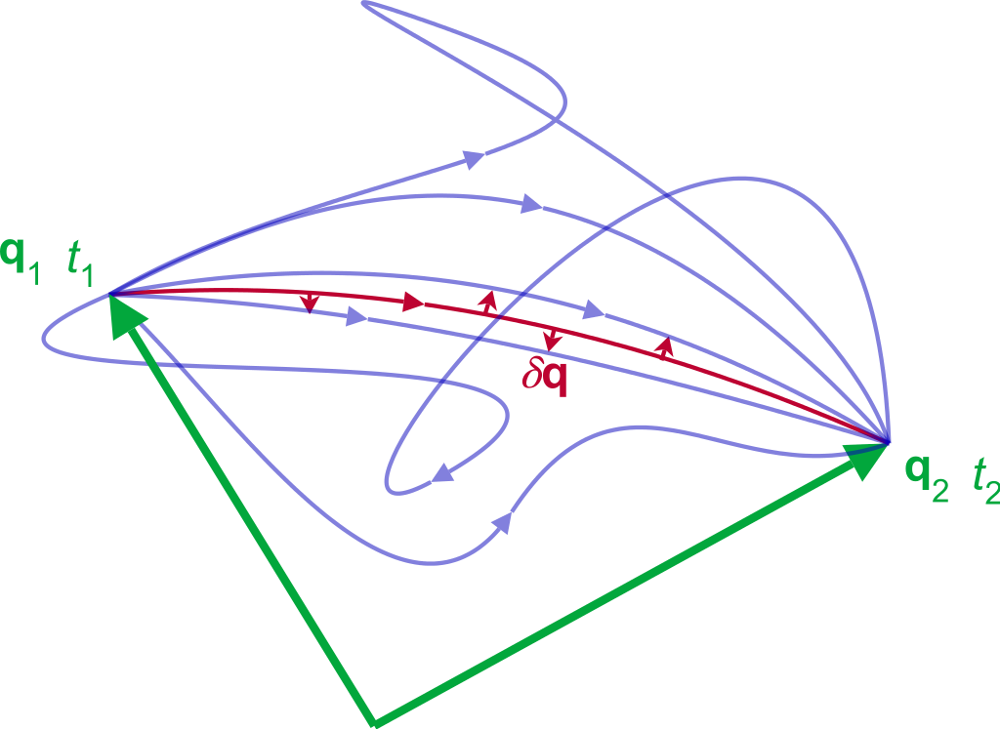 q₁ t₁
δq
q₂ t₂